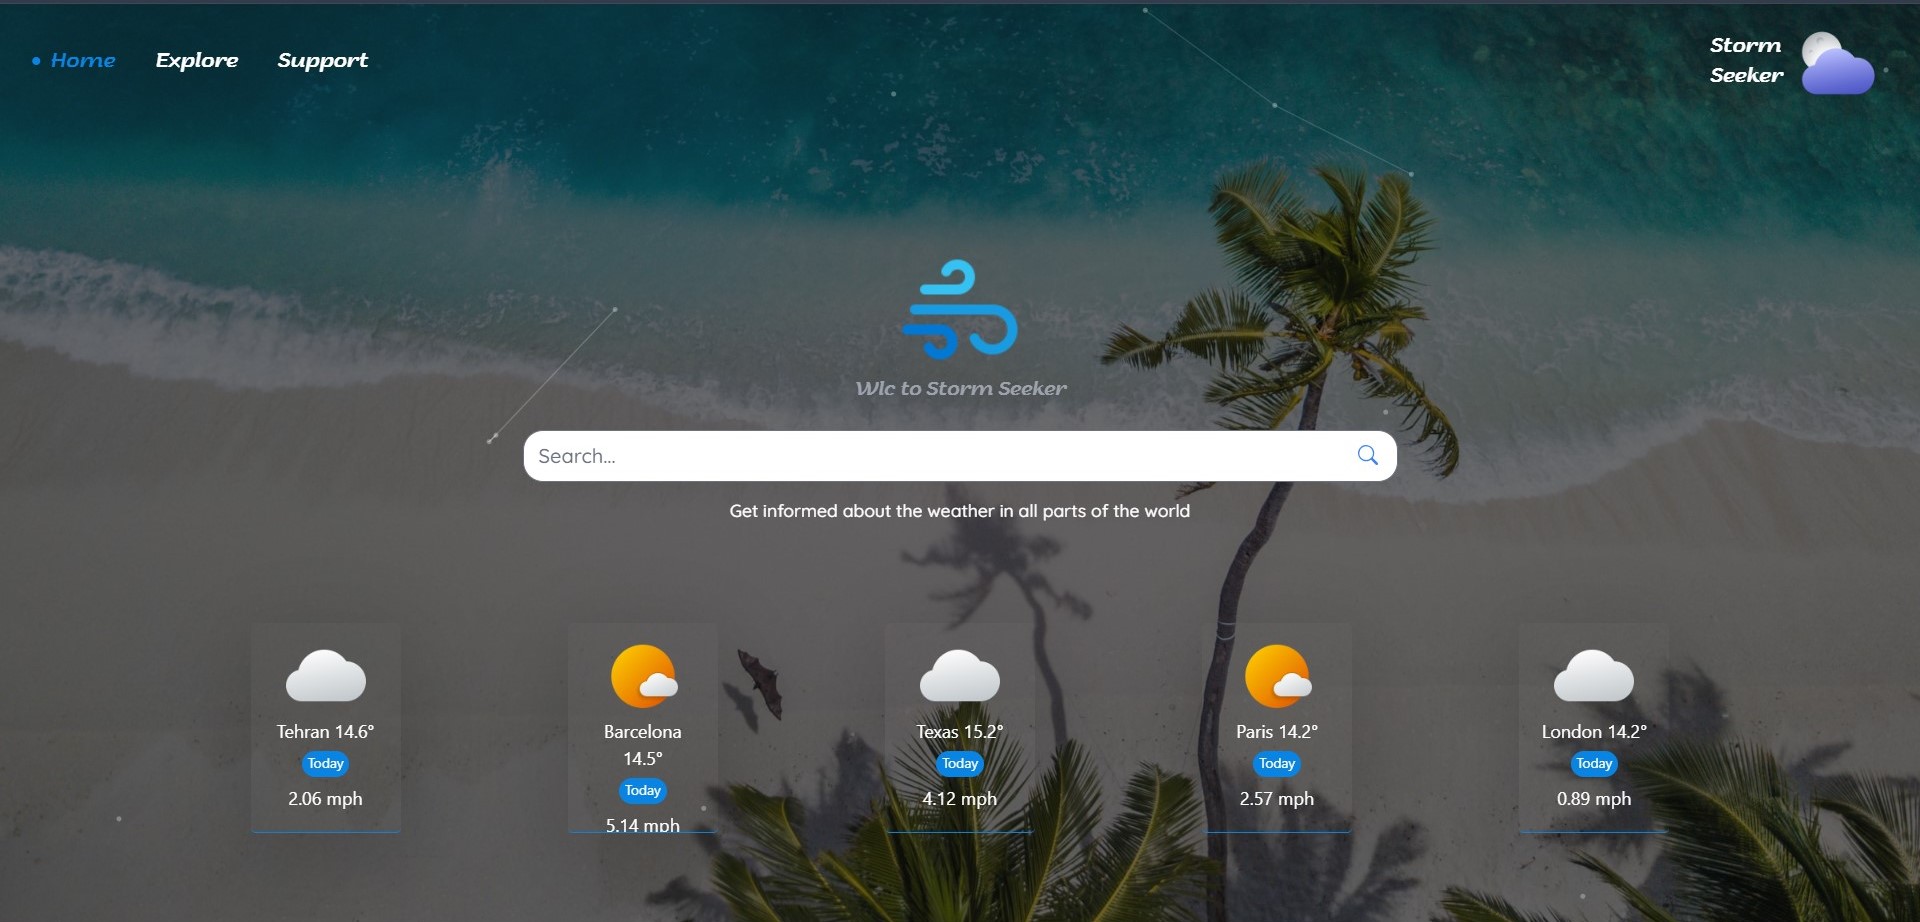 Home Explore Support
Storm
Seeker
Wlc to Storm Seeker
Search...
Get informed about the weather in all parts of the world
Tehran 14.6°
Today
2.06 mph
Barcelona
14.5°
Today
5.14 mph
Texas 15.2°
Today
4.12 mph
Paris 14.2°
Today
2.57 mph
London 14.2°
Today
0.89 mph